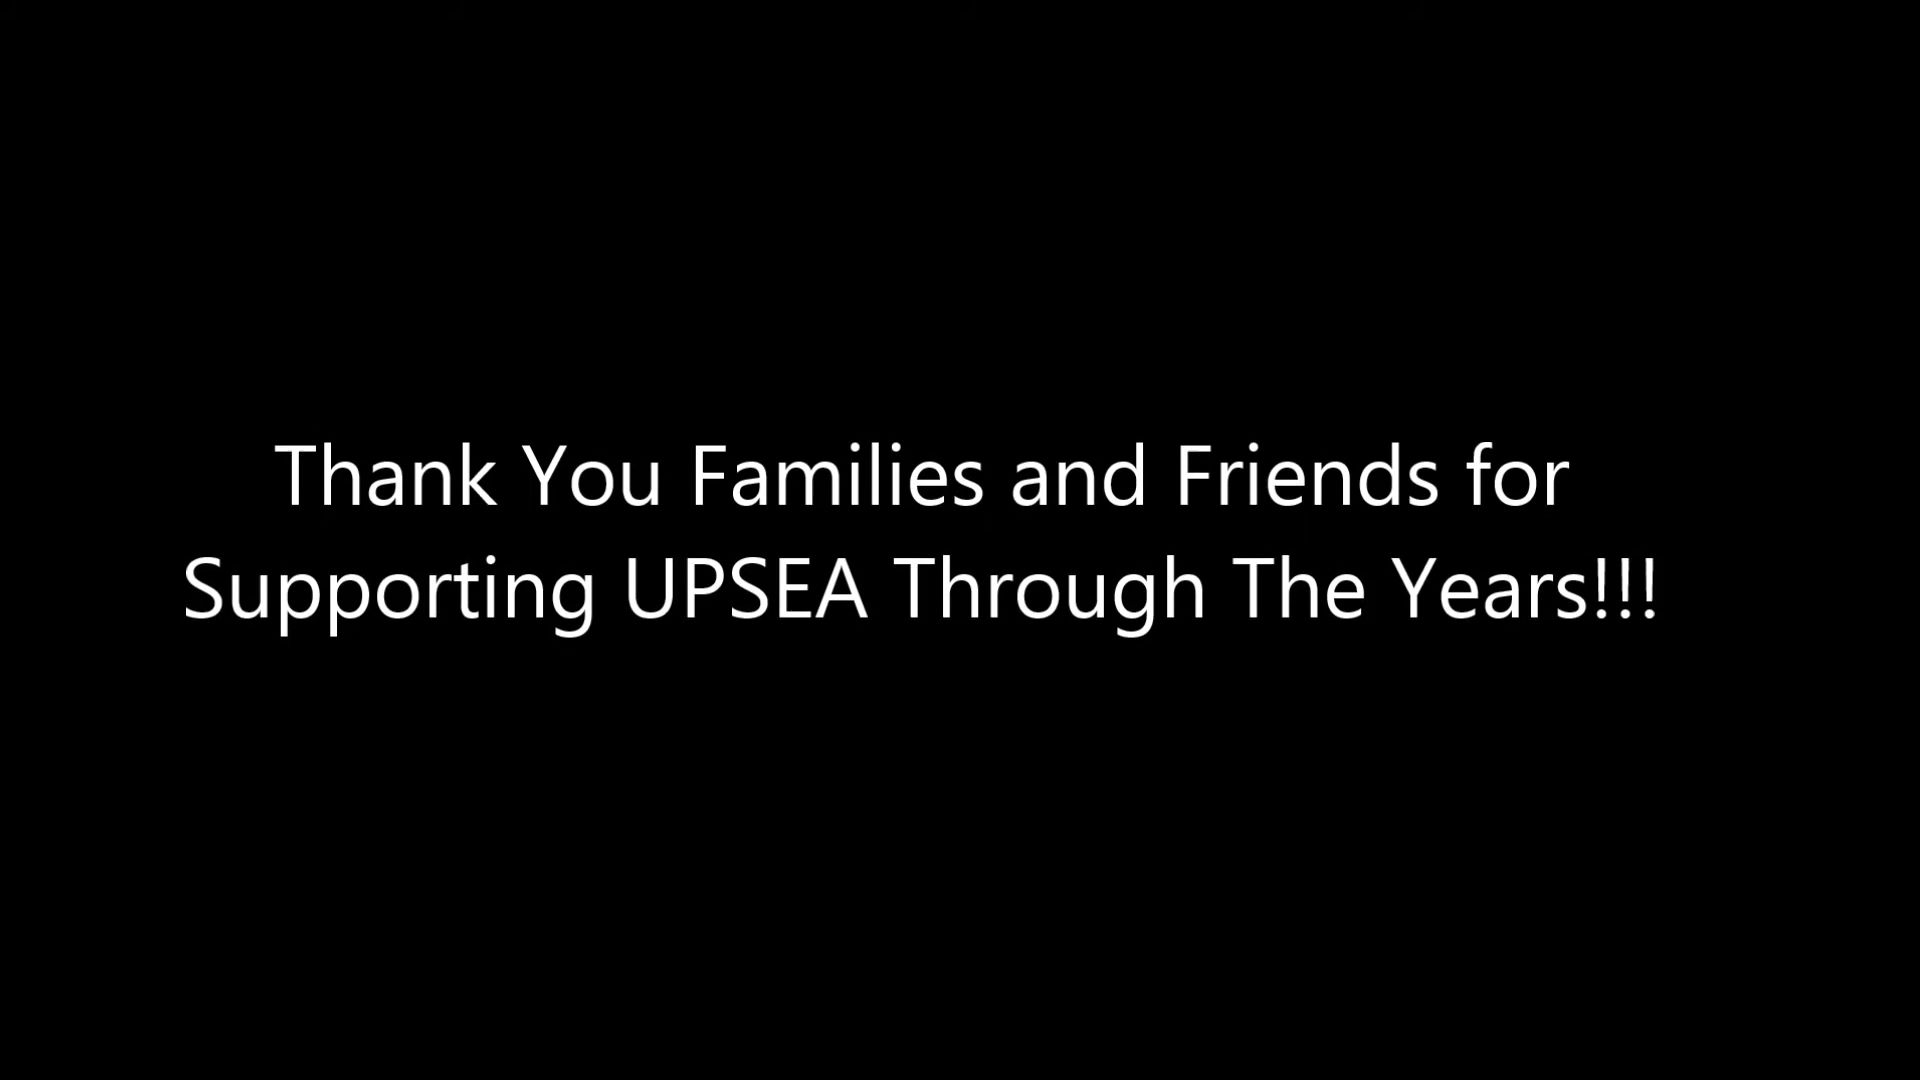 Thank You Families and Friends for
Supporting UPSEA Through The Years!!!